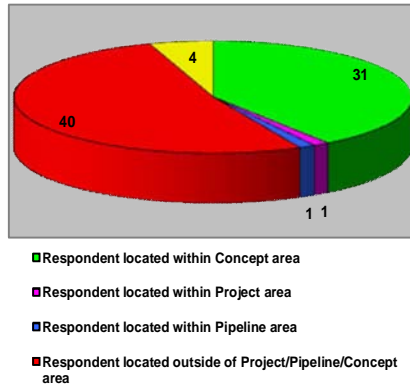 4
31
40
1 1
Respondent located within Concept area
Respondent located within Project area
Respondent located within Pipeline area
Respondent located outside of Project/Pipeline/Concept
area